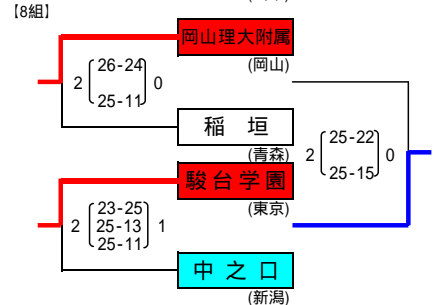 【8組】
岡山理大附属
(岡山)
26-24
2 0
25-11
稲垣
(青森)
25-22
2 0
25-15
駿台学園
(東京)
23-25
2 25-13 1
25-11
中之口
(新潟)